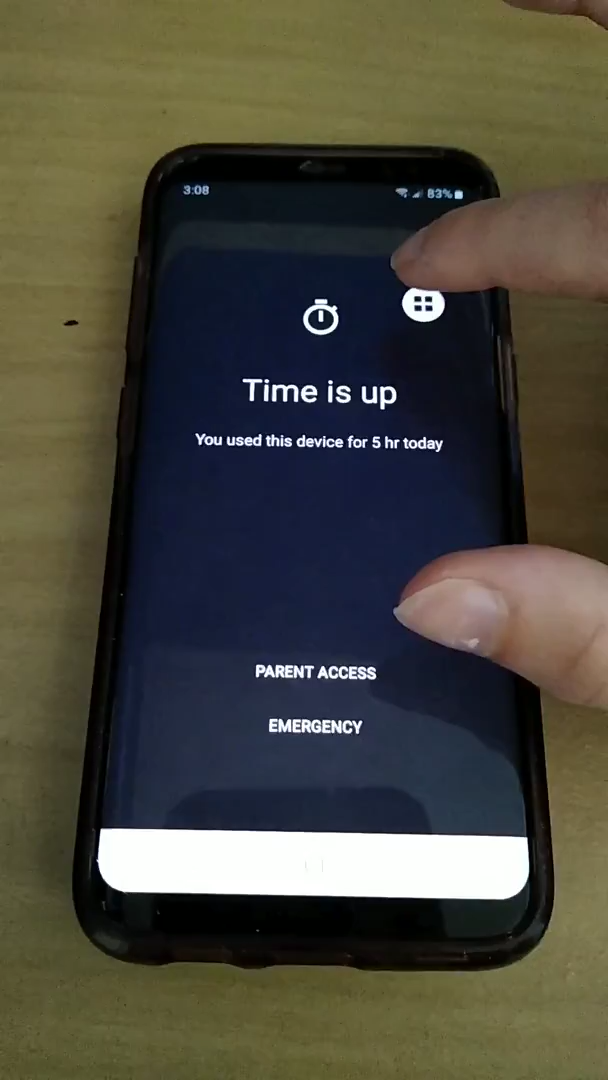 3:08
83%
Time is up
You used this device for 5 hr today
PARENT ACCESS
EMERGENCY